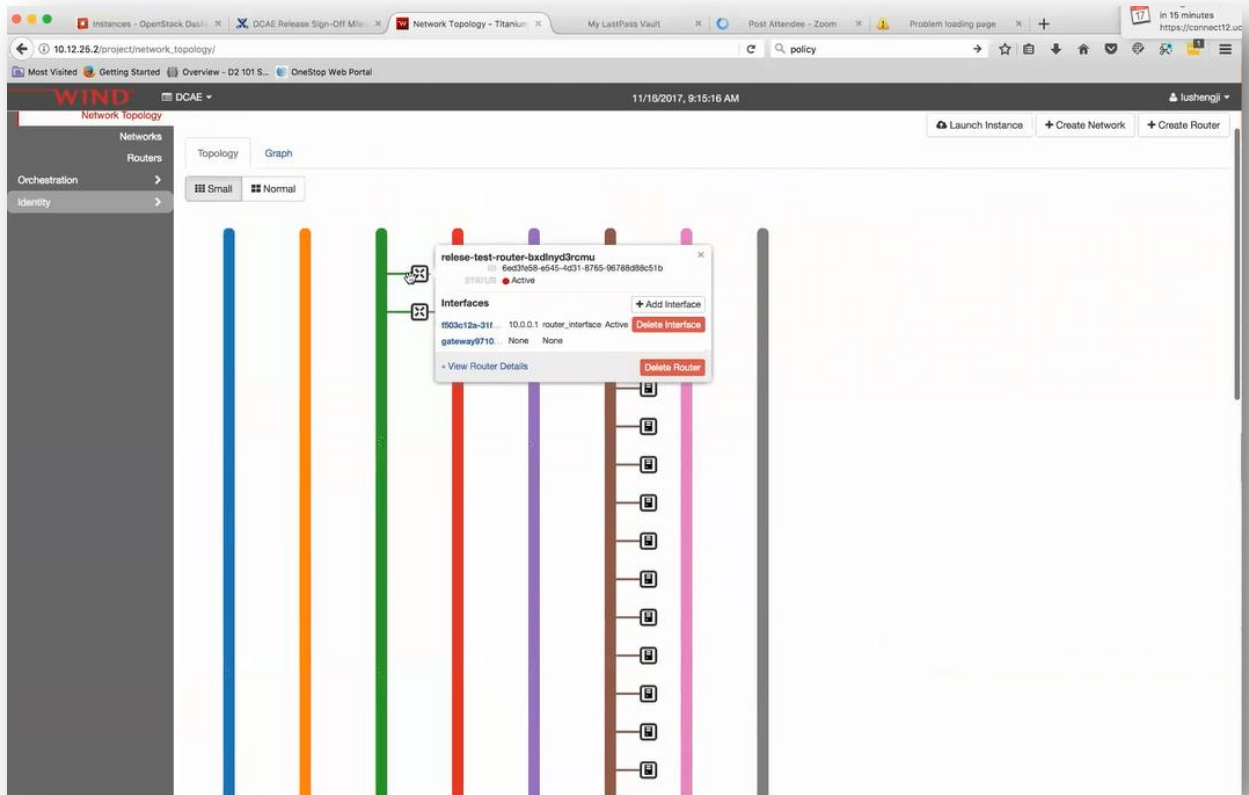 Instances - OpenStack Dash
DCAE Release Sign-Off Miles
Network Topology - Titanium
My LastPass Vault
Post Attendee - Zoom
Problem loading page
17
in 15 minutes
https://connect12.uc
10.12.25.2/project/network_topology/
policy
1
Most Visited
Getting Started
Overview - D2 101 S...
OneStop Web Portal
WIND
DCAE
11/16/2017, 9:15:16 AM
lushengji
Network Topology
Networks
Routers
Orchestration
Identity
Launch Instance
+ Create Network
+ Create Router
Topology
Graph
Small
Normal
relese-test-router-bxdlnyd3rcmu
ID 6ed3fe58-e545-4d31-8765-96788d88c51b
STATUS Active
Interfaces
+ Add Interface
f503c12a-31f... 10.0.0.1 router_interface Active Delete Interface
gateway9710... None None
» View Router Details
Delete Router